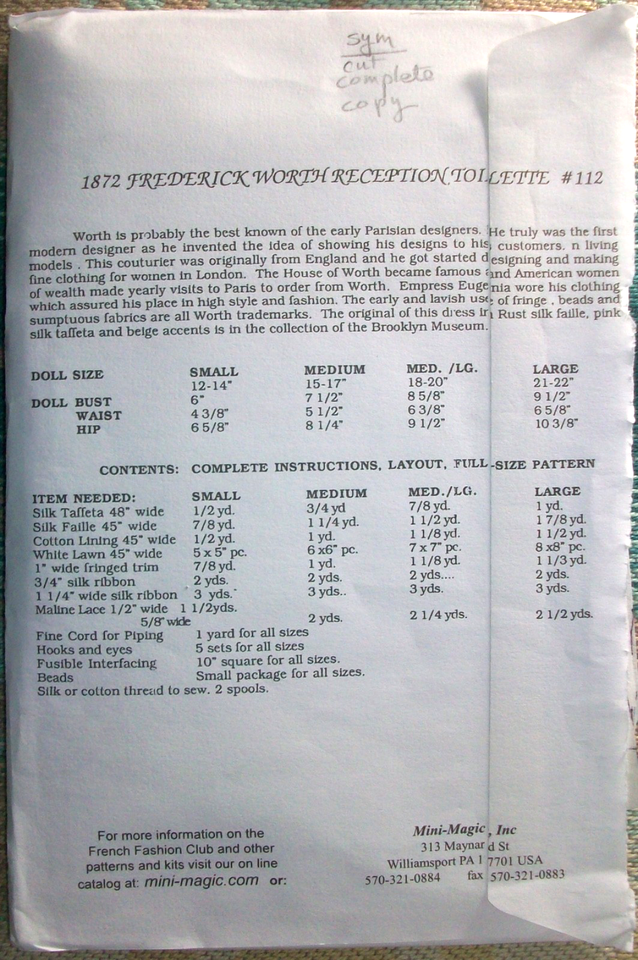 sym
cut
complete
copy
1872 FREDERICK WORTH RECEPTION TOILETTE #112
Worth is probably the best known of the early Parisian designers. He truly was the first
modern designer as he invented the idea of showing his designs to his customers. n living
models . This couturier was originally from England and he got started designing and making
fine clothing for women in London. The House of Worth became famous and American women
of wealth made yearly visits to Paris to order from Worth. Empress Eugenia wore his clothing
which assured his place in high style and fashion. The early and lavish use of fringe , beads and
sumptuous fabrics are all Worth trademarks. The original of this dress in Rust silk faille, pink
silk taffeta and beige accents is in the collection of the Brooklyn Museum.
DOLL SIZE SMALL MEDIUM MED. /LG. LARGE
12-14" 15-17" 18-20" 21-22"
DOLL BUST 6" 7 1/2" 8 5/8" 9 1/2"
WAIST 4 3/8" 5 1/2" 6 3/8" 6 5/8"
HIP 6 5/8" 8 1/4" 9 1/2" 10 3/8"
CONTENTS: COMPLETE INSTRUCTIONS, LAYOUT, FULL-SIZE PATTERN
ITEM NEEDED: SMALL MEDIUM MED./LG. LARGE
Silk Taffeta 48" wide 1/2 yd. 3/4 yd 7/8 yd. 1 yd.
Silk Faille 45" wide 7/8 yd. 1 1/4 yd. 1 1/2 yd. 1 7/8 yd.
Cotton Lining 45" wide 1/2 yd. 1 yd. 1 1/8 yd. 1 1/2 yd.
White Lawn 45" wide 5 x 5" pc. 6 x6" pc. 7 x 7" pc. 8 x8" pc.
1" wide fringed trim 7/8 yd. 1 yd. 1 1/8 yd. 1 1/3 yd.
3/4" silk ribbon 2 yds. 2 yds. 2 yds.... 2 yds.
1 1/4" wide silk ribbon 3 yds. 3 yds.. 3 yds. 3 yds.
Maline Lace 1/2" wide 1 1/2yds.
5/8" wide 2 yds. 2 1/4 yds. 2 1/2 yds.
Fine Cord for Piping 1 yard for all sizes
Hooks and eyes 5 sets for all sizes
Fusible Interfacing 10" square for all sizes.
Beads Small package for all sizes.
Silk or cotton thread to sew. 2 spools.
For more information on the
French Fashion Club and other
patterns and kits visit our on line
catalog at: mini-magic.com or:
Mini-Magic, Inc
313 Maynard St
Williamsport PA 17701 USA
570-321-0884 fax 570-321-0883